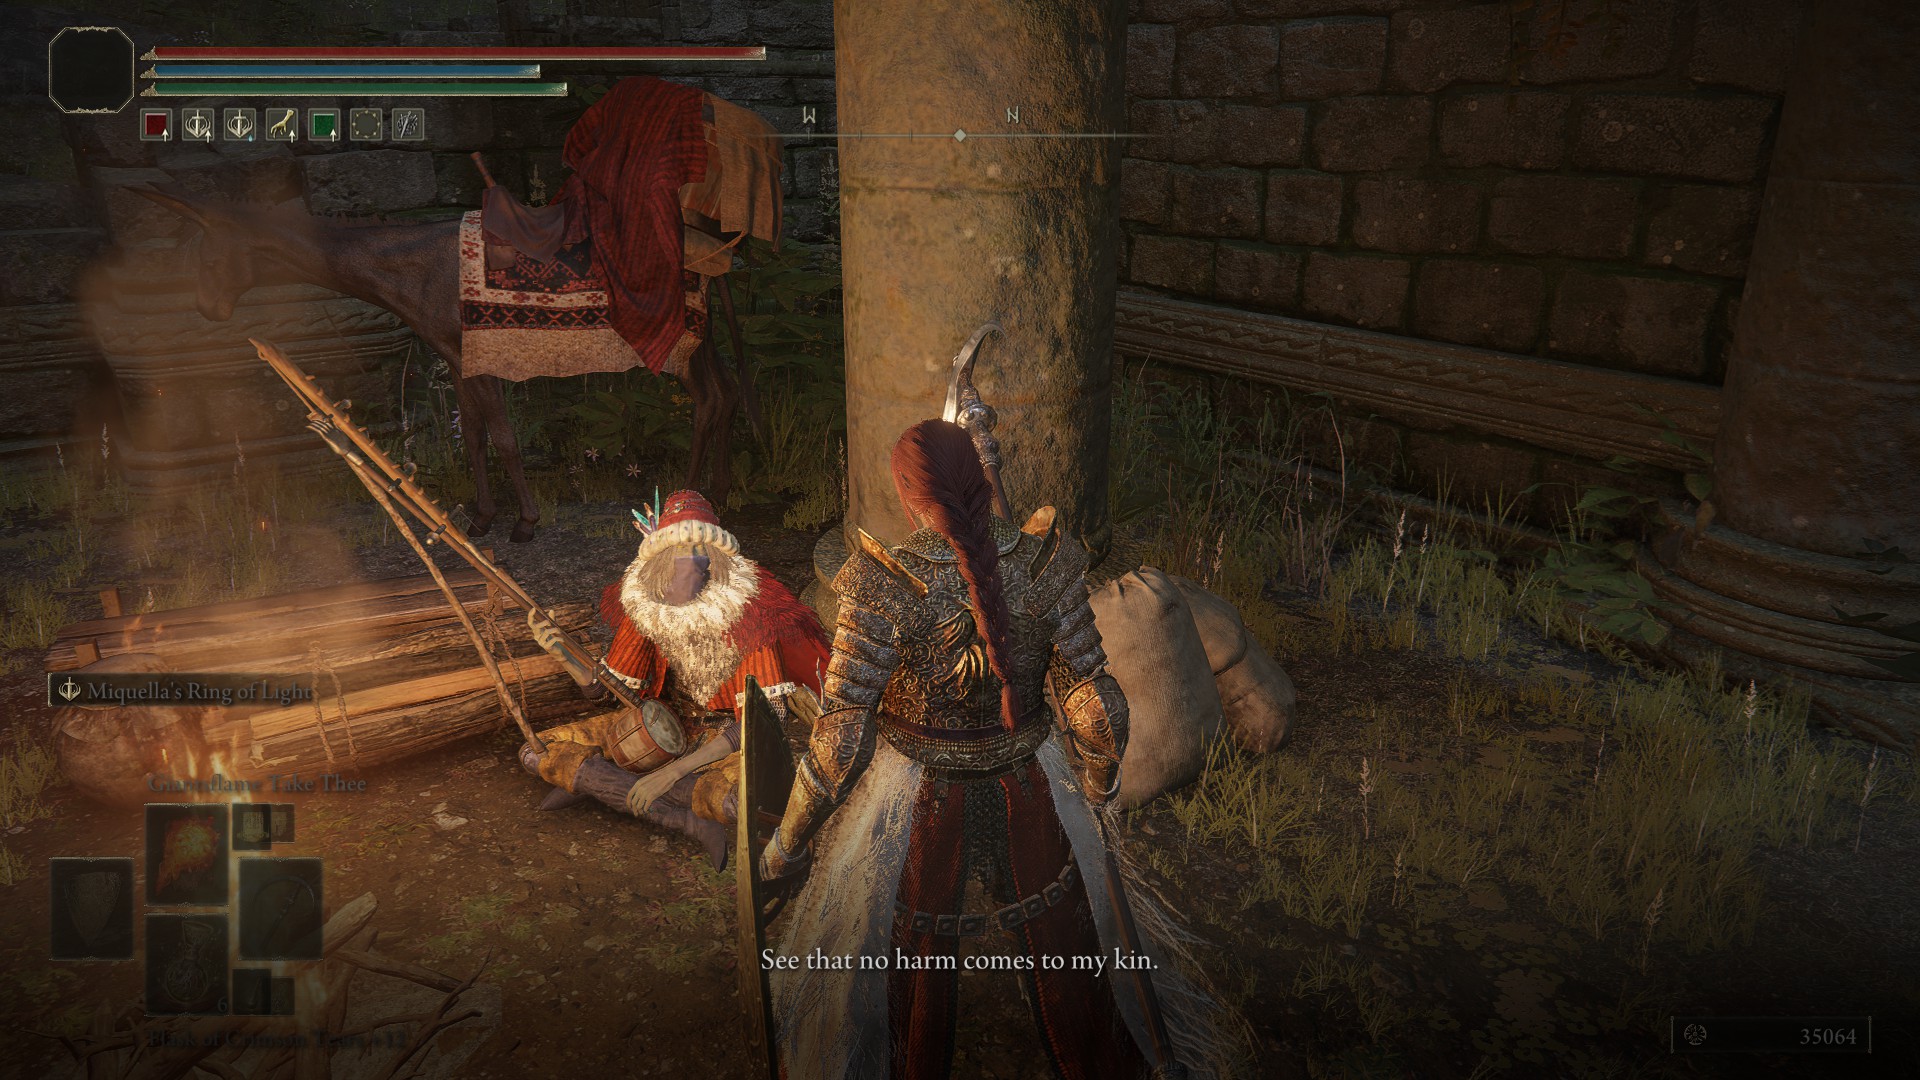 W
N
Miquella's Ring of Light
Giantsflame Take Thee
See that no harm comes to my kin.
6
Flask of Crimson Tears +12
35064